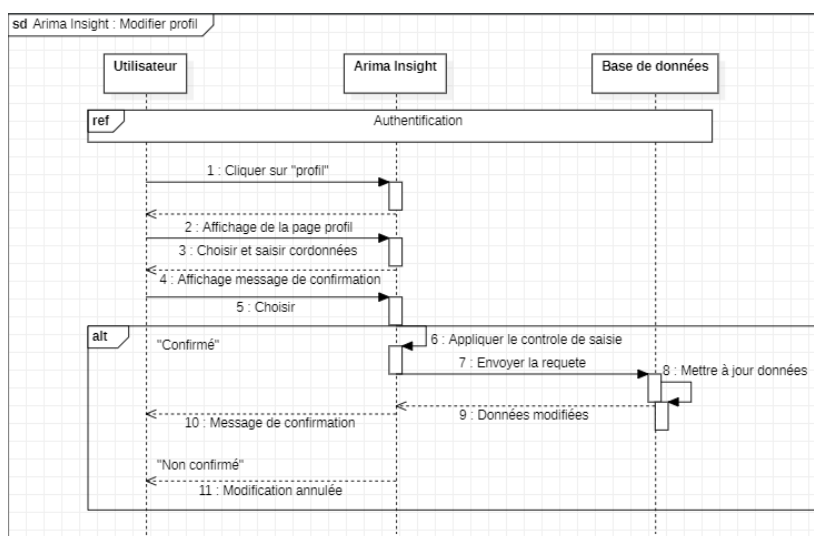 sd Arima Insight : Modifier profil
Utilisateur
Arima Insight
Base de données
ref
Authentification
1 : Cliquer sur "profil"
2 : Affichage de la page profil
3 : Choisir et saisir cordonnées
4 : Affichage message de confirmation
5 : Choisir
alt
"Confirmé"
6 : Appliquer le controle de saisie
7 : Envoyer la requete
8 : Mettre à jour données
9 : Données modifiées
10 : Message de confirmation
"Non confirmé"
11 : Modification annulée